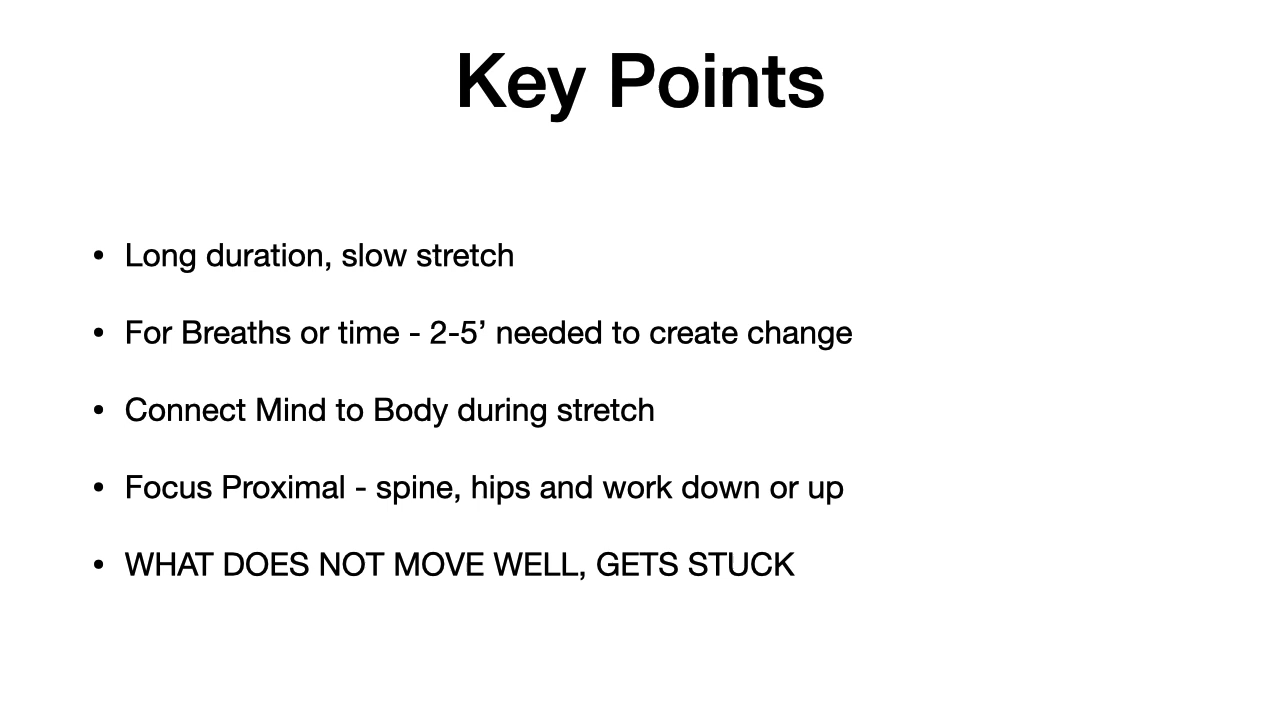 Key Points
• Long duration, slow stretch
• For Breaths or time - 2-5’ needed to create change
• Connect Mind to Body during stretch
• Focus Proximal - spine, hips and work down or up
• WHAT DOES NOT MOVE WELL, GETS STUCK